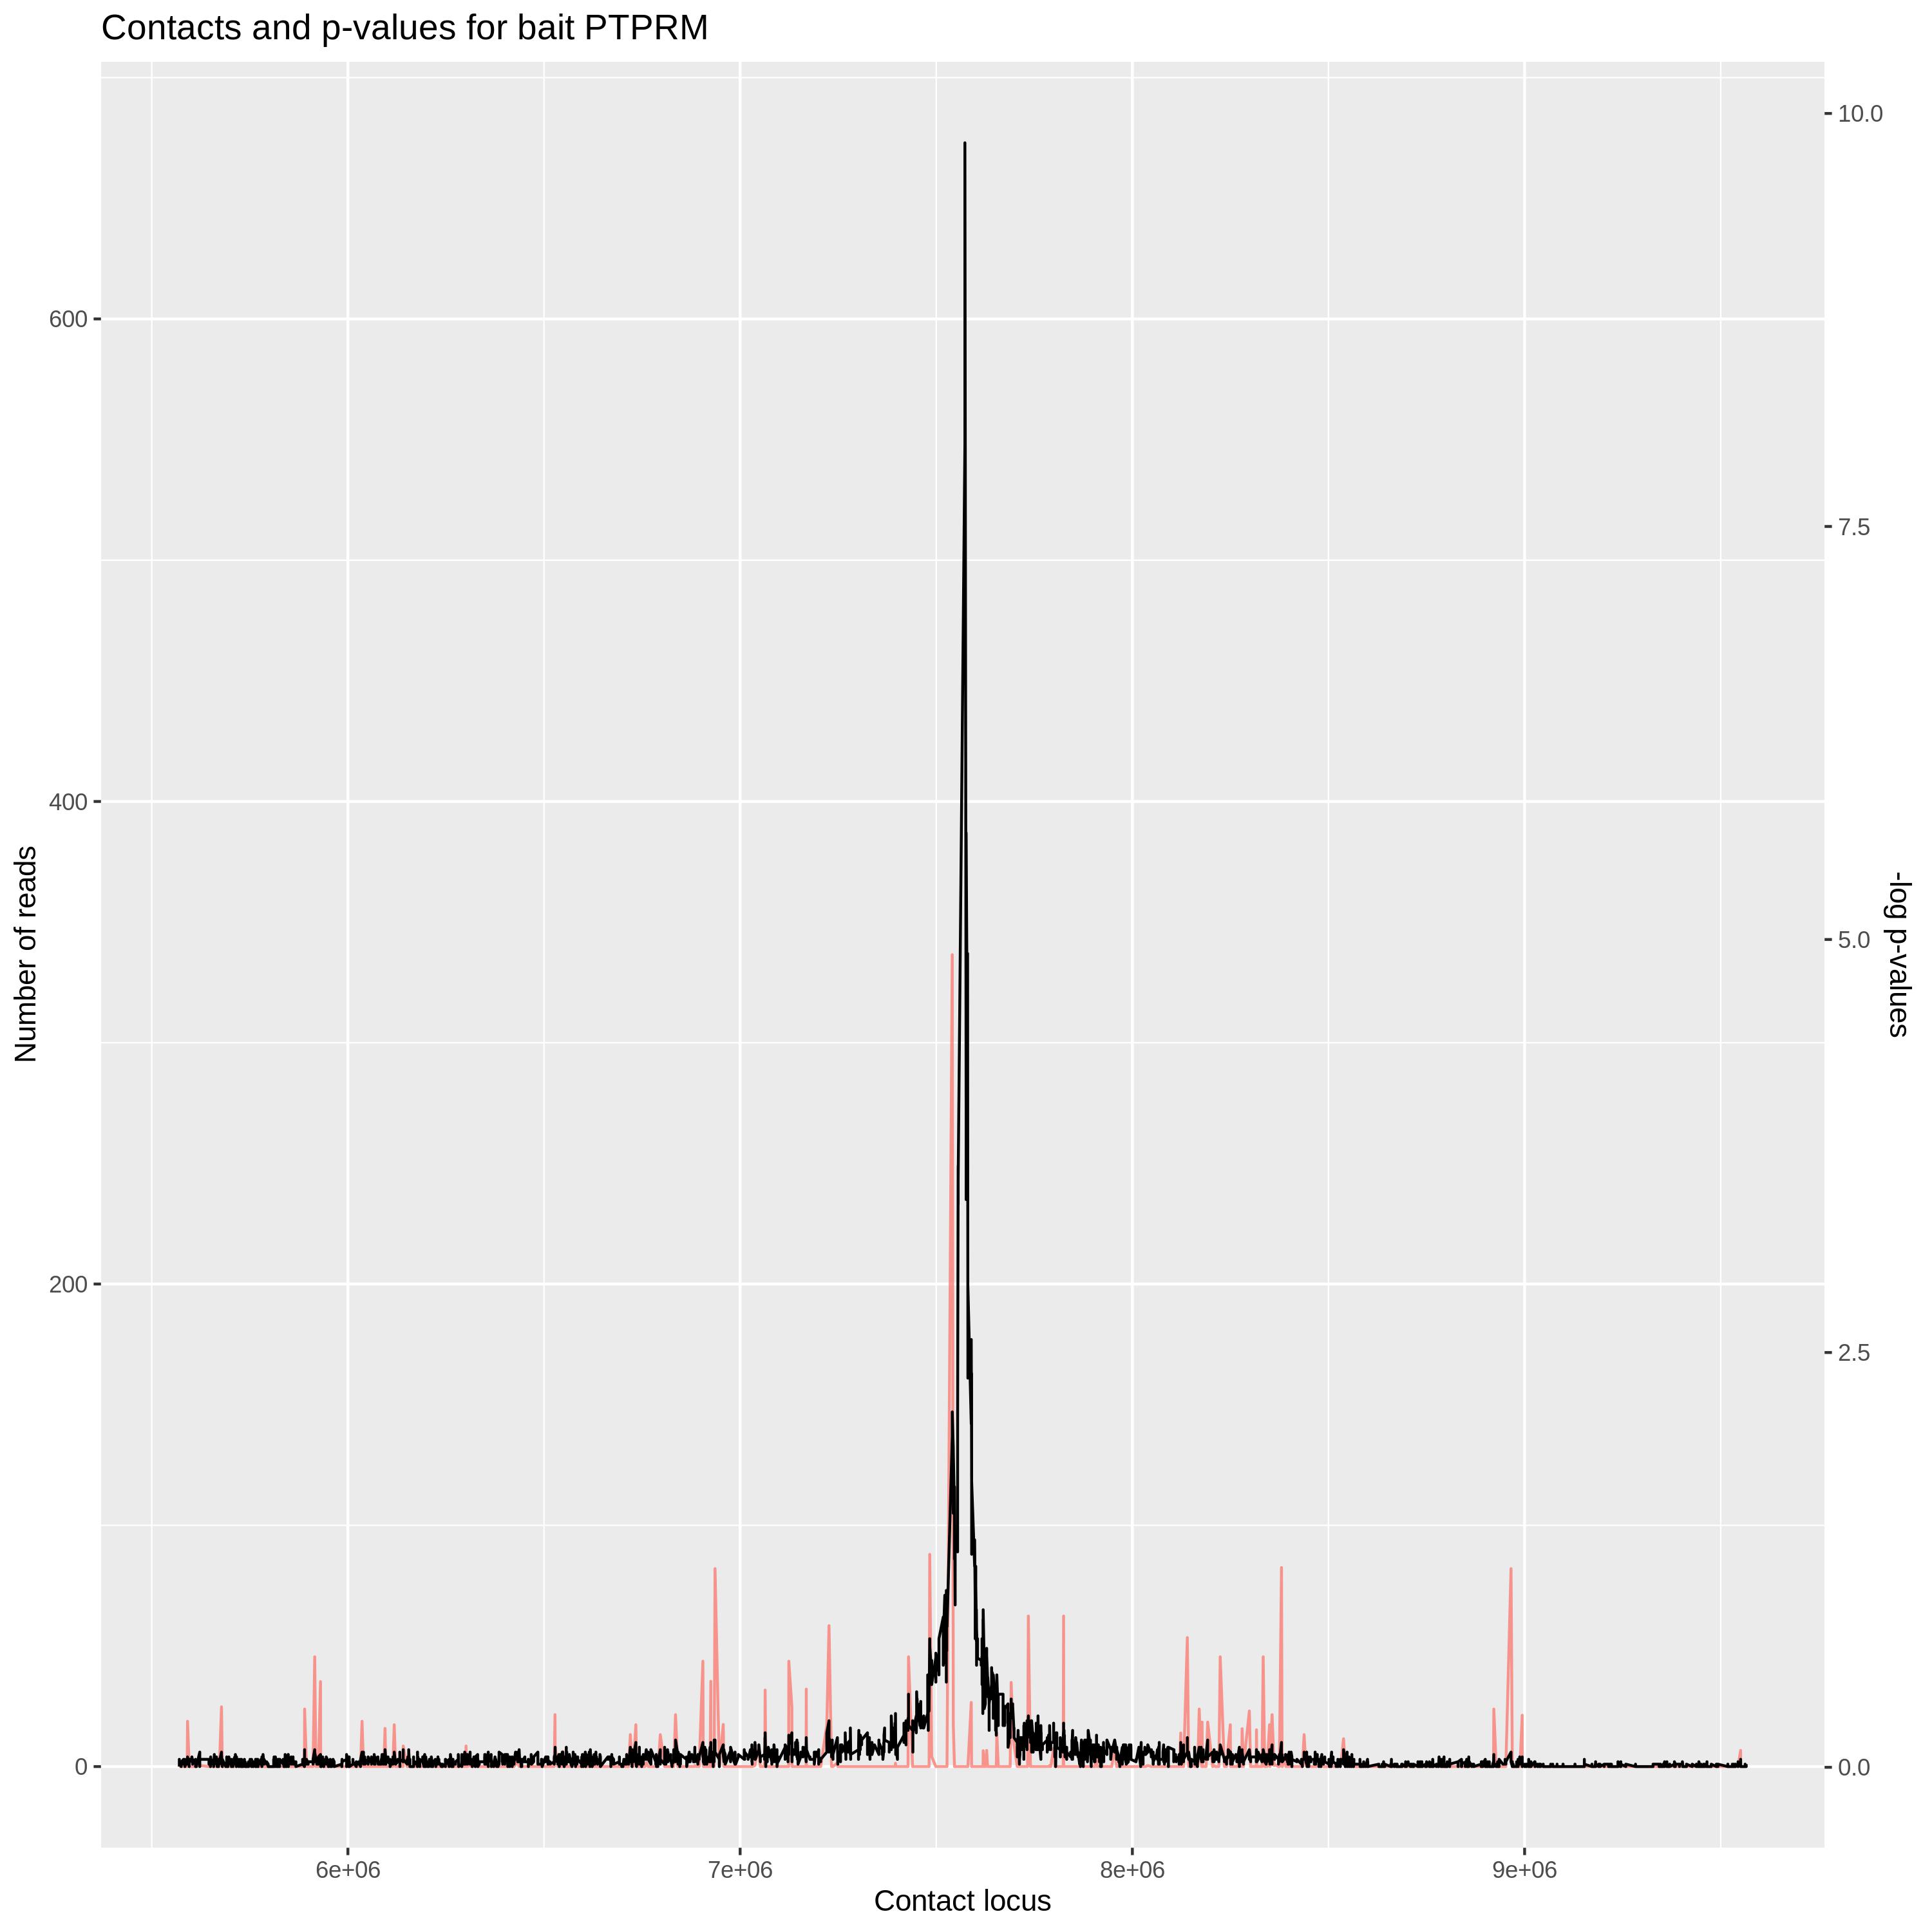 Contacts and p-values for bait PTPRM
Number of reads
600
400
200
0
10.0
7.5
5.0
2.5
0.0
-log p-values
6e+06
7e+06
8e+06
9e+06
Contact locus